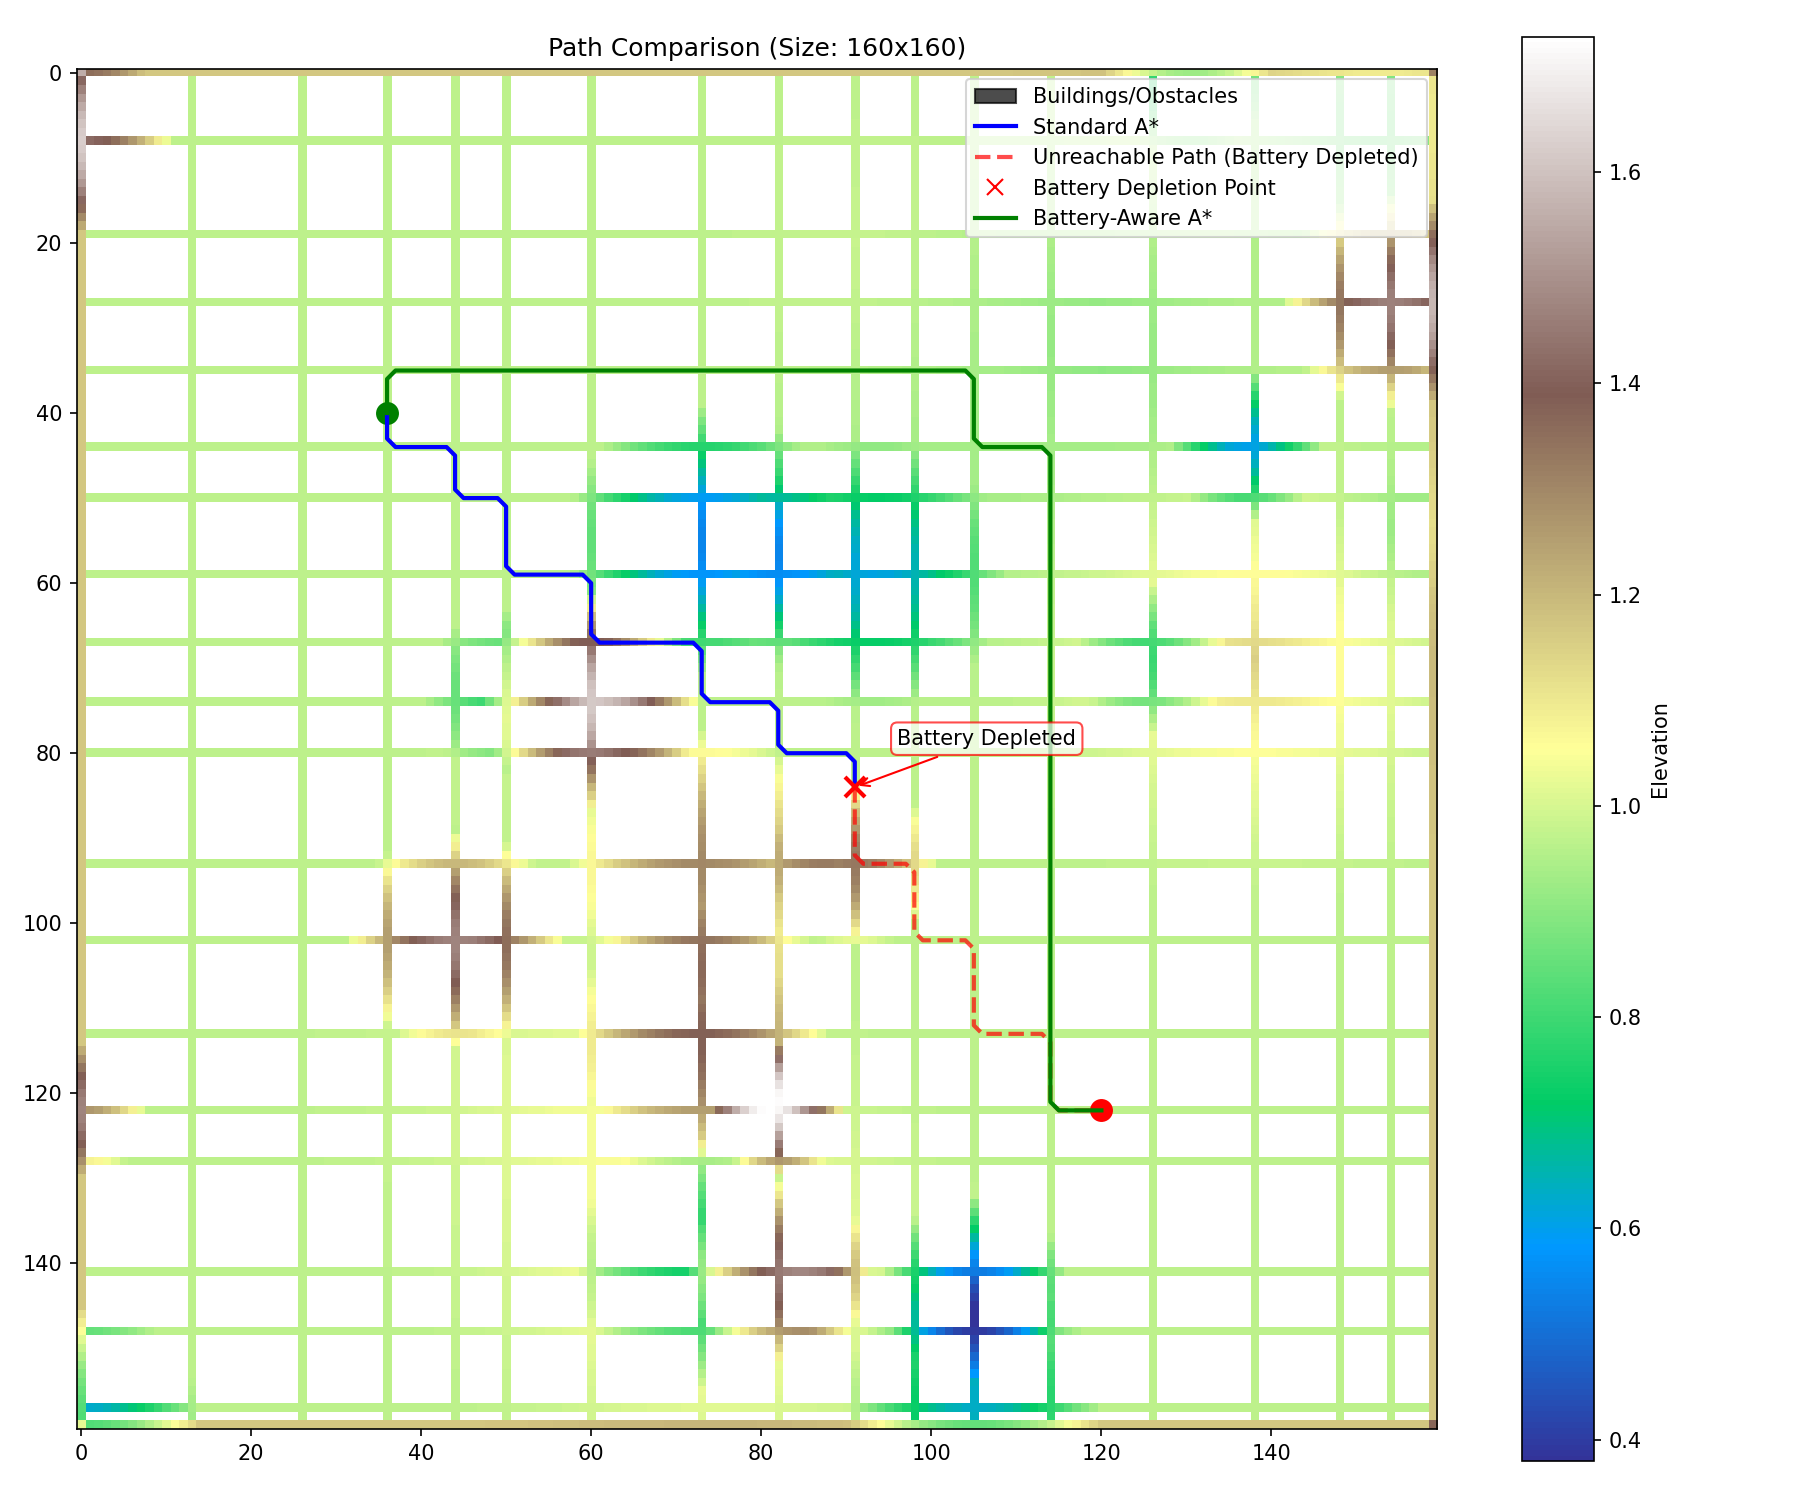 Path Comparison (Size: 160x160)
Buildings/Obstacles
Standard A*
Unreachable Path (Battery Depleted)
Battery Depletion Point
Battery-Aware A*
Battery Depleted
0
20
40
60
80
100
120
140
0
20
40
60
80
100
120
140
1.6
1.4
1.2
1.0
0.8
0.6
0.4
Elevation